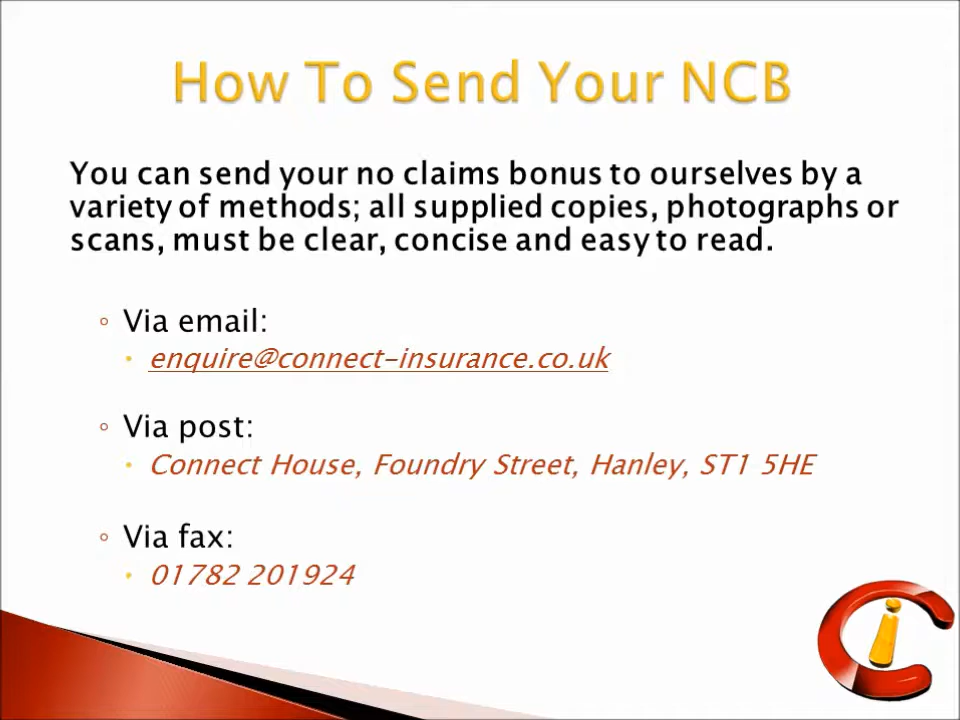 How To Send Your NCB
You can send your no claims bonus to ourselves by a
variety of methods; all supplied copies, photographs or
scans, must be clear, concise and easy to read.
Via email:
enquire@connect-insurance.co.uk
Via post:
Connect House, Foundry Street, Hanley, ST1 5HE
Via fax:
01782 201924